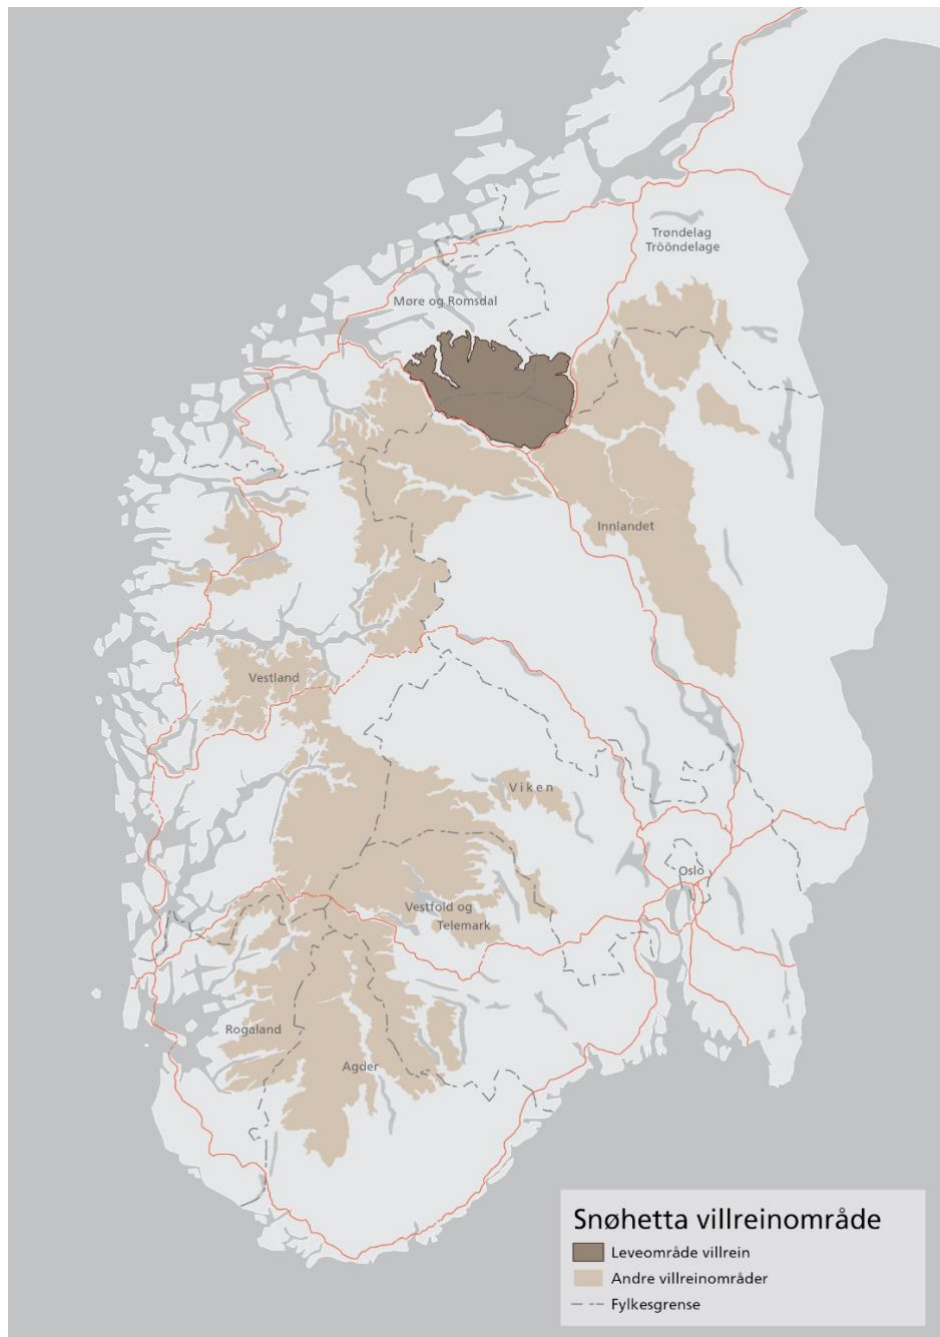 Trøndelag
Trööndelage
Møre og Romsdal
Innlandet
Vestland
Viken
Oslo
Vestfold og
Telemark
Rogaland
Agder
Snøhetta villreinområde
Leveområde villrein
Andre villreinområder
Fylkesgrense